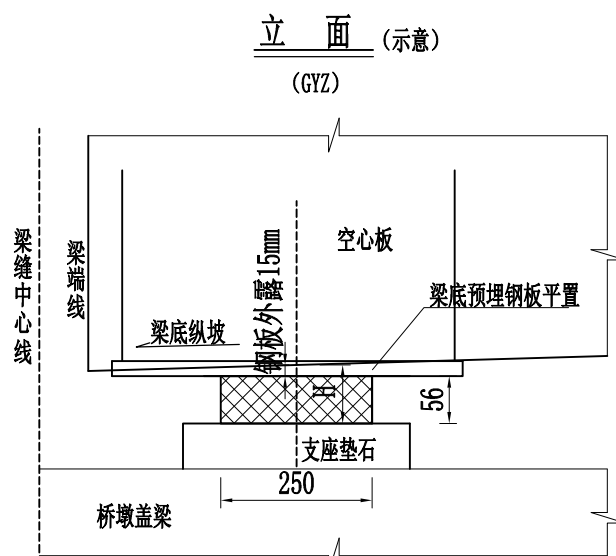 立 面 (示意)
(GYZ)
梁缝中心线
梁端线
空心板
钢板外露15mm
梁底预埋钢板平置
梁底纵坡
H
56
支座垫石
250
桥墩盖梁